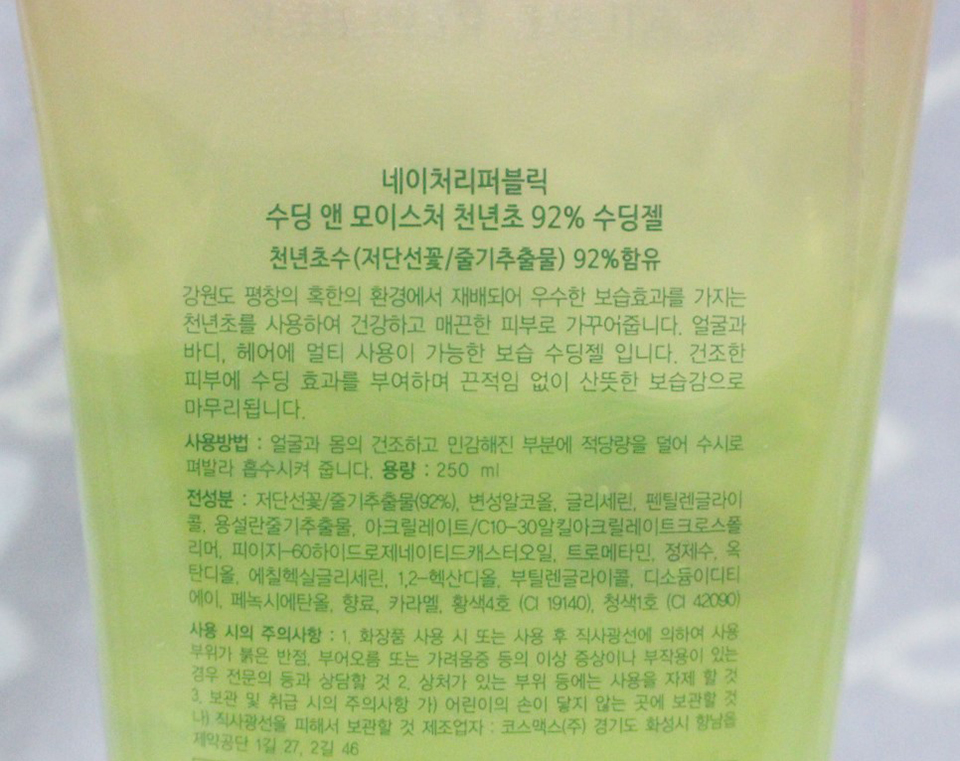 네이처리퍼블릭
수딩 앤 모이스처 천년초 92% 수딩젤
천년초수(저단선꽃/줄기추출물) 92%함유
강원도 평창의 혹한의 환경에서 재배되어 우수한 보습효과를 가지는
천년초를 사용하여 건강하고 매끈한 피부로 가꾸어줍니다. 얼굴과
바디, 헤어에 멀티 사용이 가능한 보습 수딩젤 입니다. 건조한
피부에 수딩 효과를 부여하며 끈적임 없이 산뜻한 보습감으로
마무리됩니다.
사용방법 : 얼굴과 몸의 건조하고 민감해진 부분에 적당량을 덜어 수시로
펴발라 흡수시켜 줍니다. 용량 : 250 ml
전성분 : 저단선꽃/줄기추출물(92%), 변성알코올, 글리세린, 펜틸렌글라이
콜, 용설란줄기추출물, 아크릴레이트/C10-30알킬아크릴레이트크로스폴
리머, 피이지-60하이드로제네이티드캐스터오일, 트로메타민, 정제수, 옥
탄디올, 에칠헥실글리세린, 1,2-헥산디올, 부틸렌글라이콜, 디소듐이디티
에이, 페녹시에탄올, 향료, 카라멜, 황색4호 (CI 19140), 청색1호 (CI 42090)
사용 시의 주의사항 : 1. 화장품 사용 시 또는 사용 후 직사광선에 의하여 사용
부위가 붉은 반점, 부어오름 또는 가려움증 등의 이상 증상이나 부작용이 있는
경우 전문의 등과 상담할 것 2. 상처가 있는 부위 등에는 사용을 자제 할 것
3. 보관 및 취급 시의 주의사항 가) 어린이의 손이 닿지 않는 곳에 보관할 것
나) 직사광선을 피해서 보관할 것 제조업자 : 코스맥스(주) 경기도 화성시 향남읍
제약공단 1길 27, 2길 46